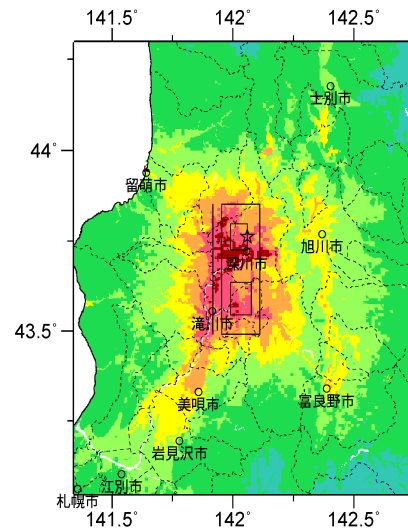 141.5° 142° 142.5°
士別市
44°
留萌市
旭川市
深川市
43.5°
滝川市
美唄市
富良野市
岩見沢市
江別市
札幌市
141.5° 142° 142.5°